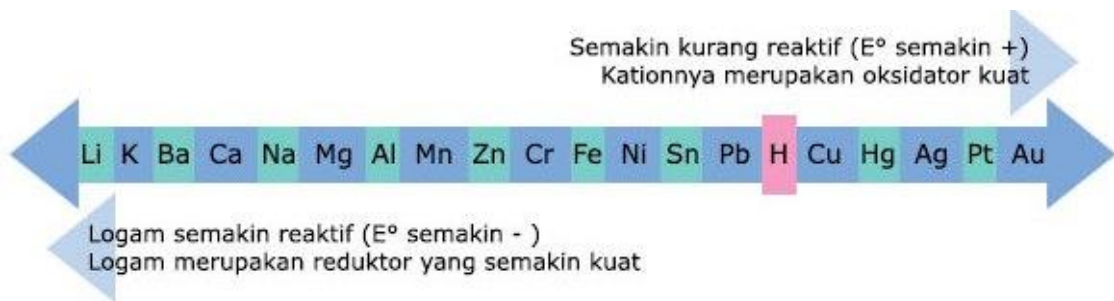 Semakin kurang reaktif (E° semakin +)
Kationnya merupakan oksidator kuat
Li K Ba Ca Na Mg Al Mn Zn Cr Fe Ni Sn Pb H Cu Hg Ag Pt Au
Logam semakin reaktif (E° semakin - )
Logam merupakan reduktor yang semakin kuat